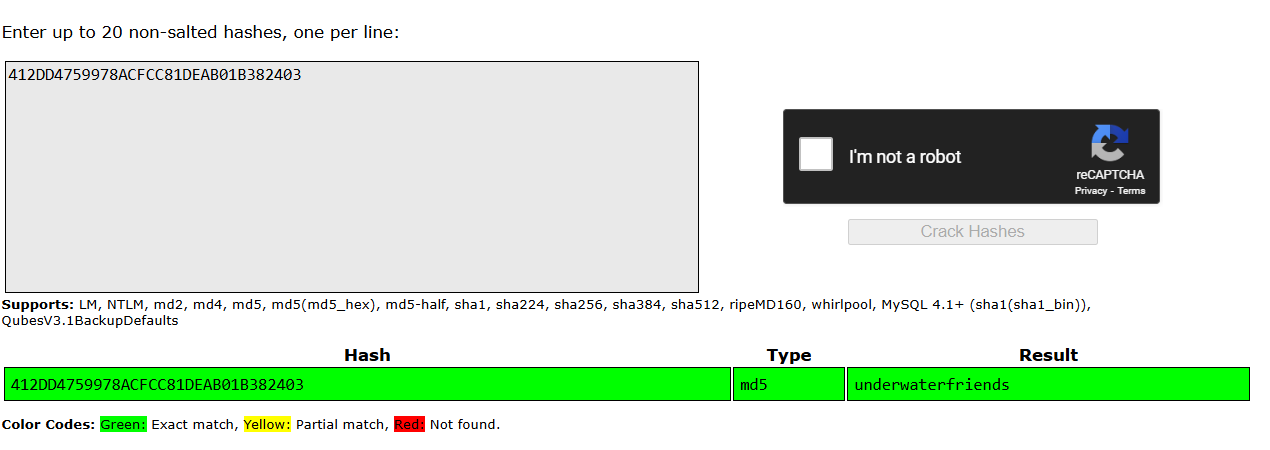 Enter up to 20 non-salted hashes, one per line:
412DD4759978ACFCC81DEAB01B382403
I'm not a robot
reCAPTCHA
Privacy - Terms
Crack Hashes
Supports: LM, NTLM, md2, md4, md5, md5(md5_hex), md5-half, sha1, sha224, sha256, sha384, sha512, ripeMD160, whirlpool, MySQL 4.1+ (sha1(sha1_bin)),
QubesV3.1BackupDefaults
Hash Type Result
412DD4759978ACFCC81DEAB01B382403 md5 underwaterfriends
Color Codes: Green: Exact match, Yellow: Partial match, Red: Not found.